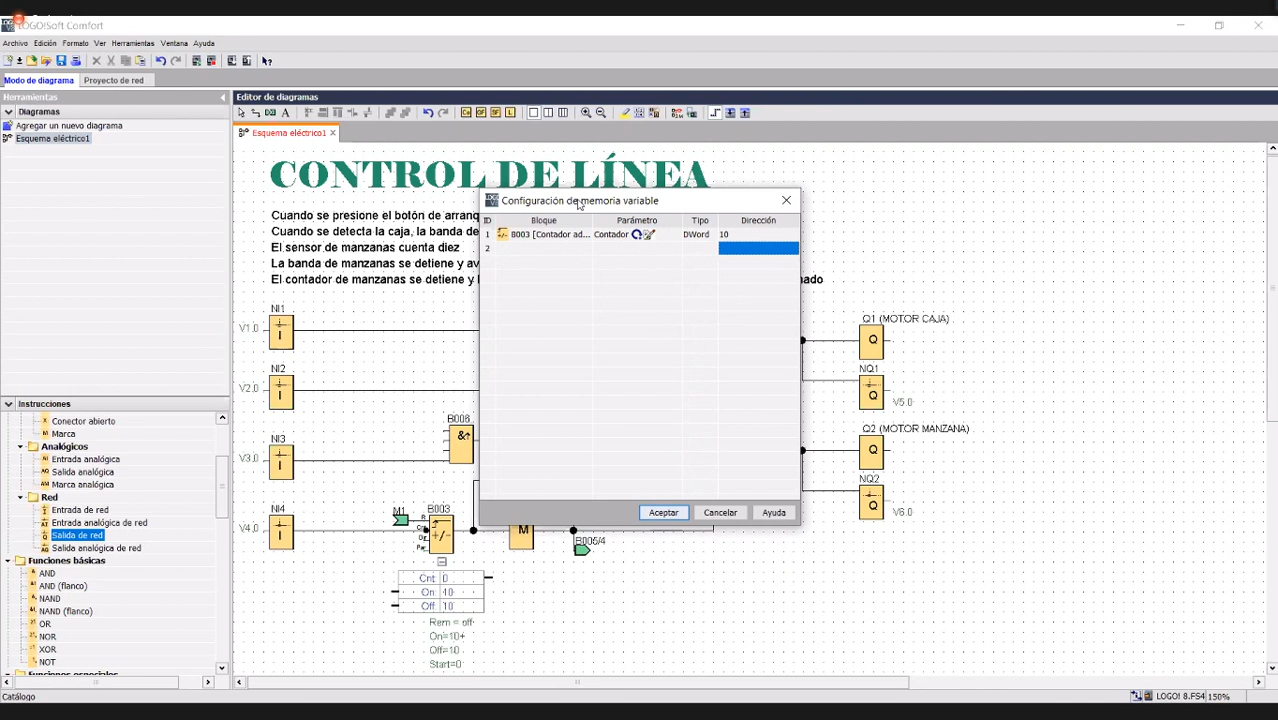 LOGO!Soft Comfort
Archivo Edición Formato Ver Herramientas Ventana Ayuda
Modo de diagrama Proyecto de red
Herramientas
Diagramas
Agregar un nuevo diagrama
Esquema eléctrico1
Instrucciones
Conector abierto
Marca
Analógicos
Entrada analógica
Salida analógica
Marca analógica
Red
Entrada de red
Entrada analógica de red
Salida de red
Salida analógica de red
Funciones básicas
AND
AND (flanco)
NAND
NAND (flanco)
OR
NOR
XOR
NOT
Funciones especiales
Catálogo
Editor de diagramas
Esquema eléctrico1
CONTROL DE LÍNEA
Cuando se presione el botón de arranq
Cuando se detecta la caja, la banda de
El sensor de manzanas cuenta diez
La banda de manzanas se detiene y av
El contador de manzanas se detiene y l
nado
NI1
V1.0
I
NI2
V2.0
I
NI3
V3.0
I
NI4
V4.0
I
B006
&
M1
B003
R
+/-
Cnt 0
On 10
Off 10
Rem = off
On=10+
Off=10
Start=0
M
B005/4
Q1 (MOTOR CAJA)
Q
NQ1
Q
V5.0
Q2 (MOTOR MANZANA)
Q
NQ2
Q
V6.0
Configuración de memoria variable
ID Bloque Parámetro Tipo Dirección
1 B003 [Contador ad... Contador DWord 10
2
Aceptar Cancelar Ayuda
LOGO! 8.FS4 150%